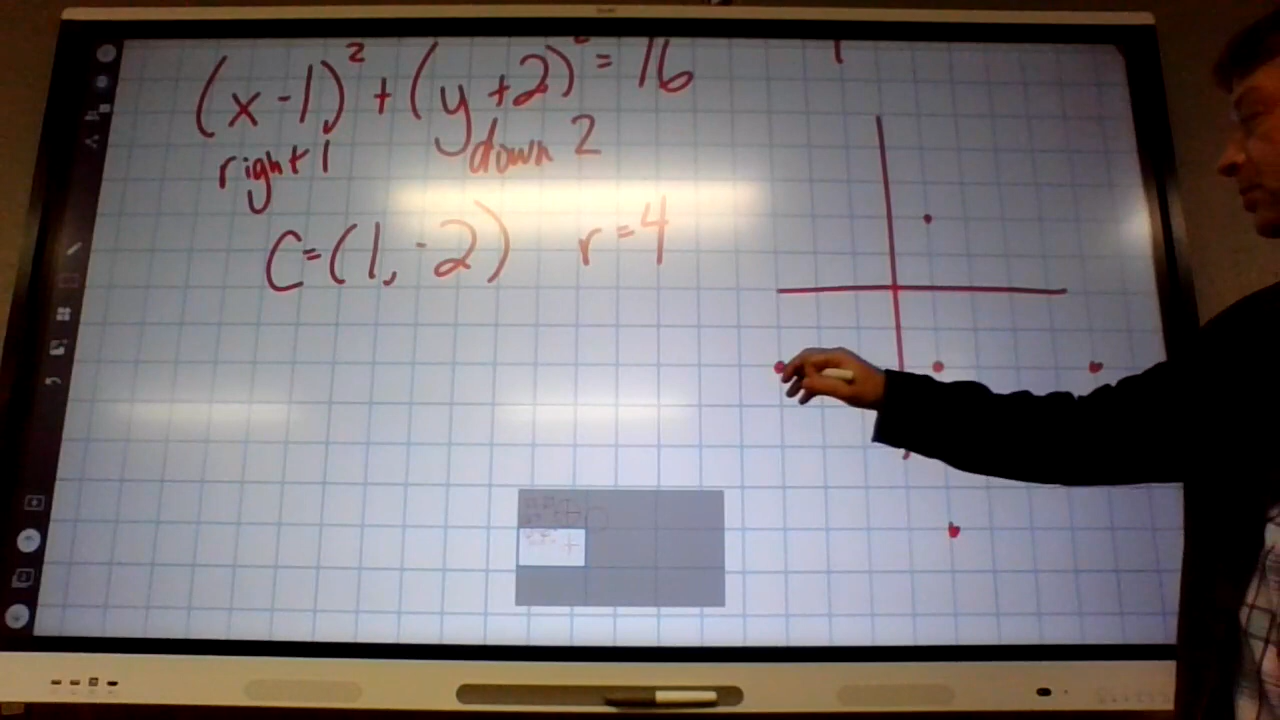 (x-1)² + (y+2)² = 16
right 1 down 2
C=(1,-2) r=4